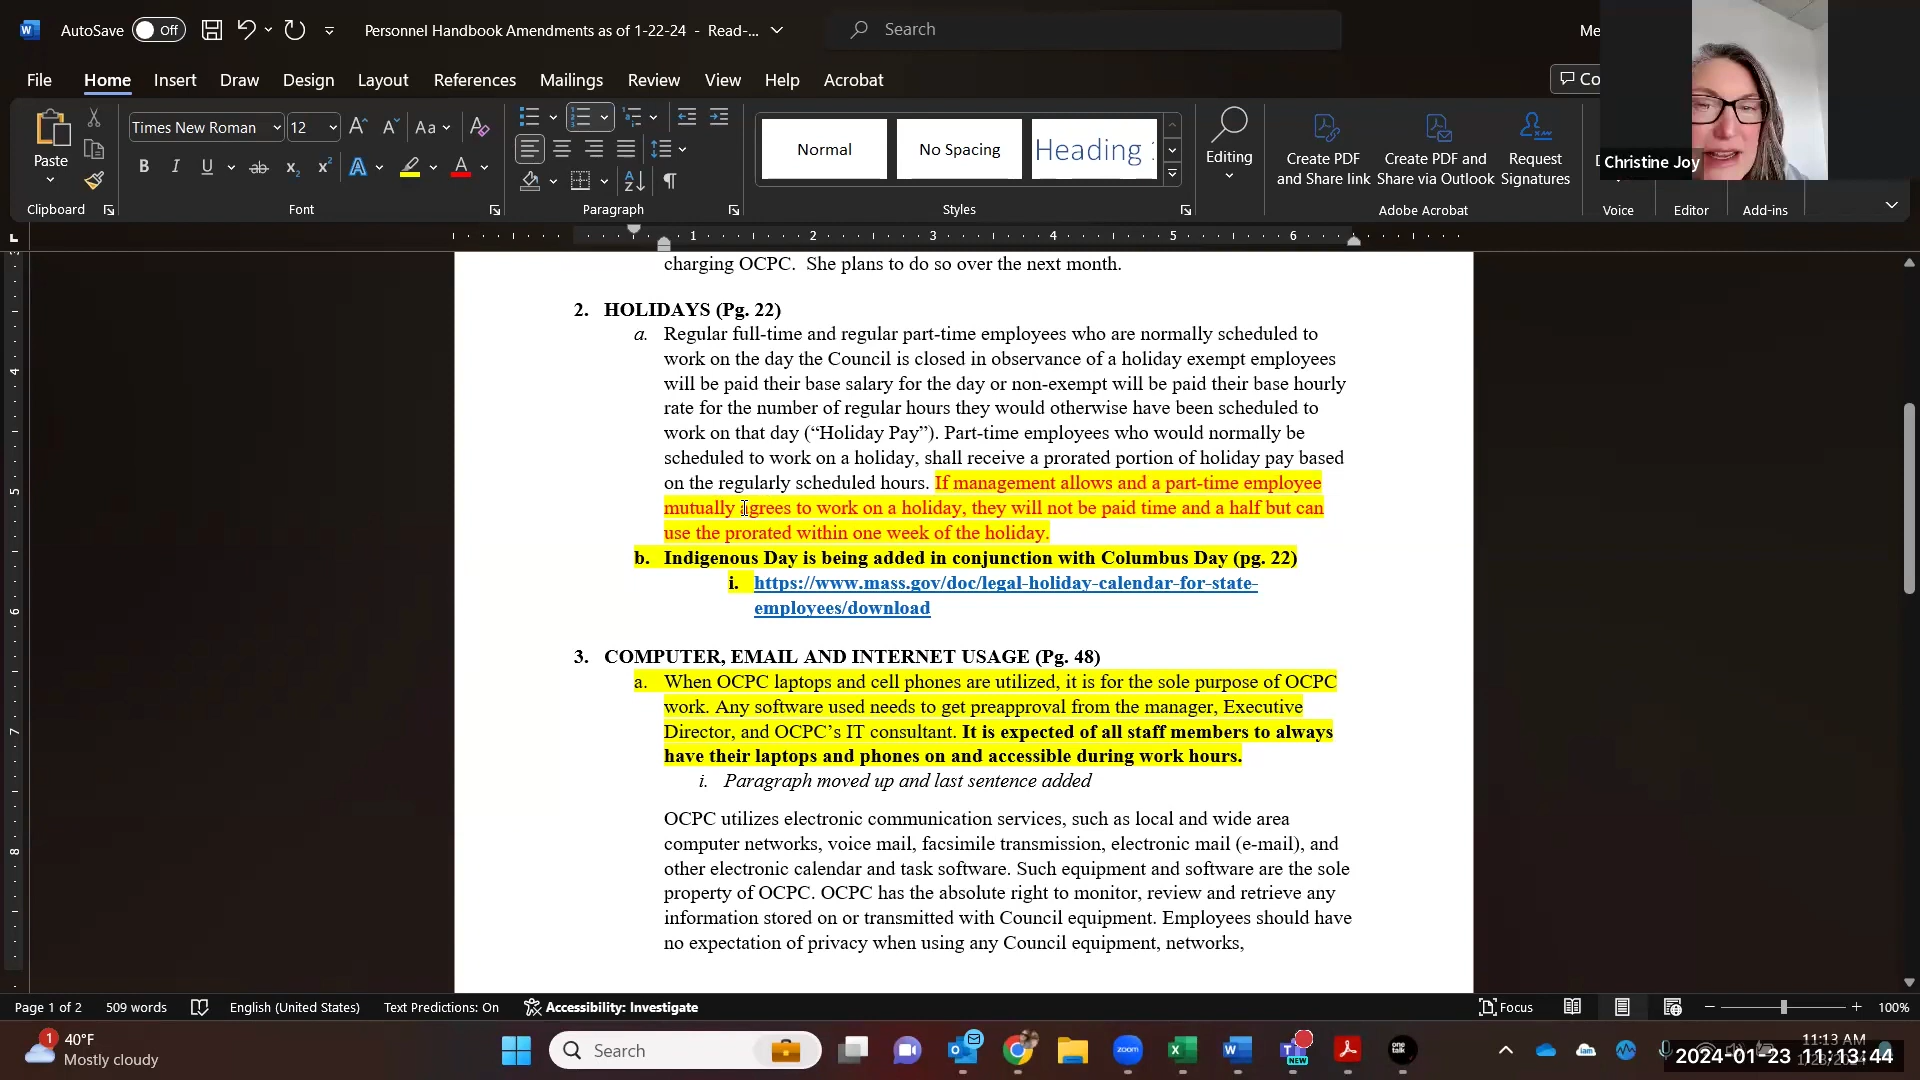 AutoSave Off
Personnel Handbook Amendments as of 1-22-24 - Read-...
Search
Me
File Home Insert Draw Design Layout References Mailings Review View Help Acrobat
Co
Times New Roman 12
Aa
Paste
Clipboard
Font
Paragraph
Normal
No Spacing
Heading
Styles
Editing
Create PDF
and Share link
Create PDF and
Share via Outlook
Request
Signatures
Adobe Acrobat
Voice
Editor
Add-ins
Christine Joy
1 2 3 4 5 6
charging OCPC.  She plans to do so over the next month.
2. HOLIDAYS (Pg. 22)
a. Regular full-time and regular part-time employees who are normally scheduled to
work on the day the Council is closed in observance of a holiday exempt employees
will be paid their base salary for the day or non-exempt will be paid their base hourly
rate for the number of regular hours they would otherwise have been scheduled to
work on that day (“Holiday Pay”). Part-time employees who would normally be
scheduled to work on a holiday, shall receive a prorated portion of holiday pay based
on the regularly scheduled hours. If management allows and a part-time employee
mutually agrees to work on a holiday, they will not be paid time and a half but can
use the prorated within one week of the holiday.
b. Indigenous Day is being added in conjunction with Columbus Day (pg. 22)
i. https://www.mass.gov/doc/legal-holiday-calendar-for-state-
employees/download
3. COMPUTER, EMAIL AND INTERNET USAGE (Pg. 48)
a. When OCPC laptops and cell phones are utilized, it is for the sole purpose of OCPC
work. Any software used needs to get preapproval from the manager, Executive
Director, and OCPC’s IT consultant. It is expected of all staff members to always
have their laptops and phones on and accessible during work hours.
i. Paragraph moved up and last sentence added
OCPC utilizes electronic communication services, such as local and wide area
computer networks, voice mail, facsimile transmission, electronic mail (e-mail), and
other electronic calendar and task software. Such equipment and software are the sole
property of OCPC. OCPC has the absolute right to monitor, review and retrieve any
information stored on or transmitted with Council equipment. Employees should have
no expectation of privacy when using any Council equipment, networks,
Page 1 of 2 509 words English (United States) Text Predictions: On Accessibility: Investigate
Focus
100%
40°F
Mostly cloudy
Search
zoom
NEW
one talk
11:13 AM
2024-01-23 11:13:44